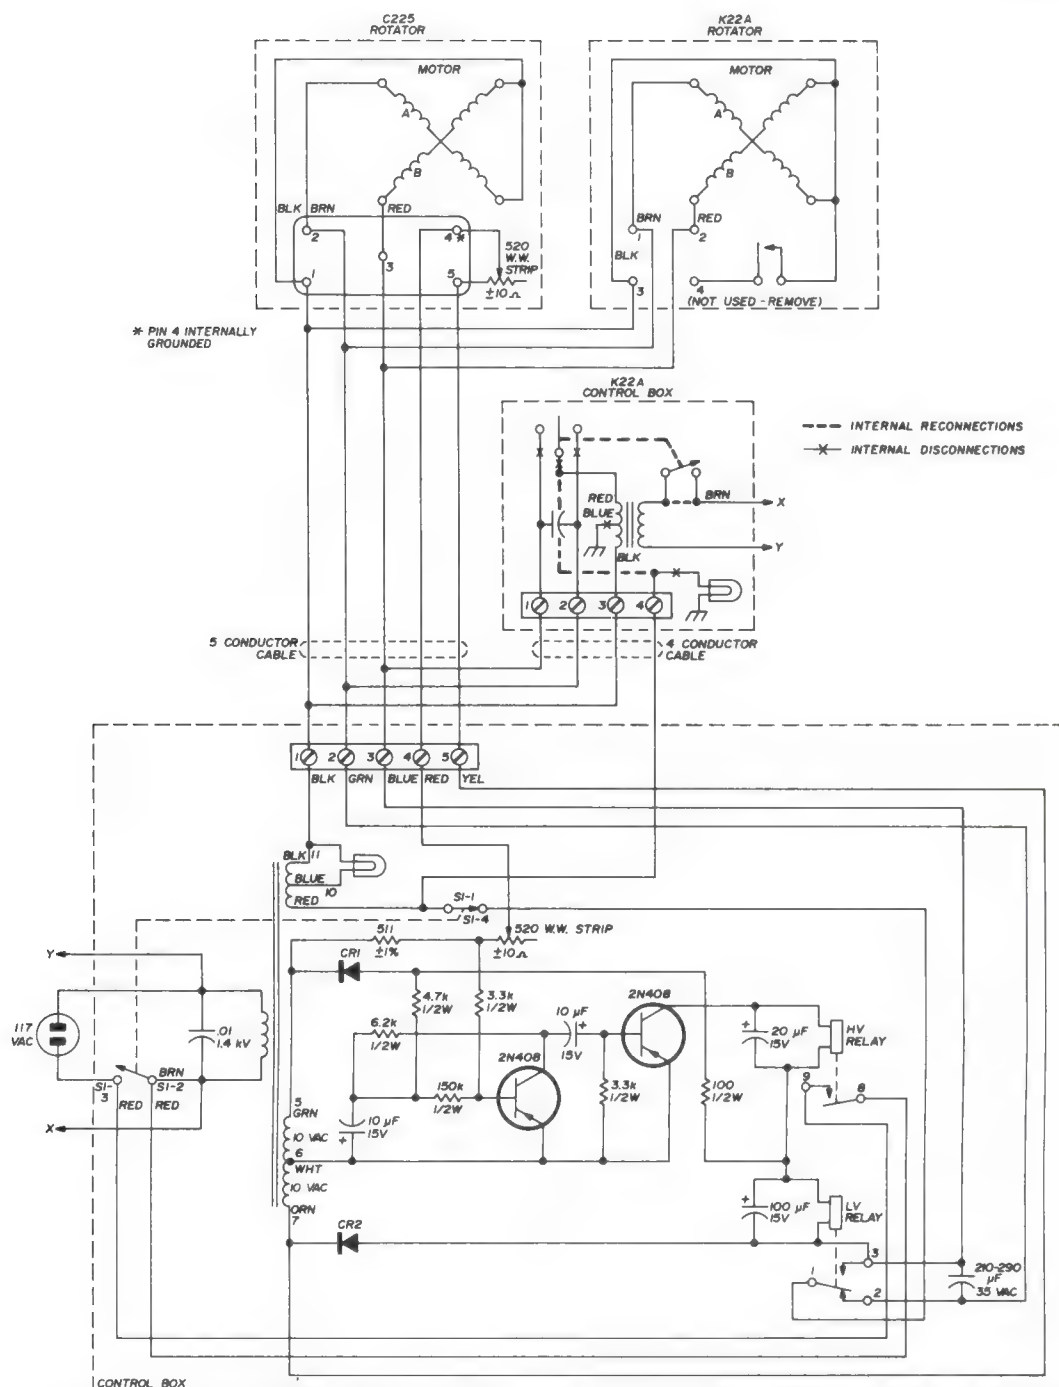 C225
ROTATOR
K22A
ROTATOR
MOTOR
A
B
BLK
BRN
RED
2
4*
3
1
5
520
W.W.
STRIP
±10Ω
MOTOR
A
B
BRN
RED
1
2
BLK
3
4
(NOT USED - REMOVE)
* PIN 4 INTERNALLY
GROUNDED
K22A
CONTROL BOX
INTERNAL RECONNECTIONS
INTERNAL DISCONNECTIONS
RED
BLUE
BLK
BRN
X
Y
1
2
3
4
5 CONDUCTOR
CABLE
4 CONDUCTOR
CABLE
1
2
3
4
5
BLK
GRN
BLUE
RED
YEL
BLK 11
BLUE
10
RED
S1-1
S1-4
511
±1%
520 W.W. STRIP
±10Ω
CR1
4.7k
1/2W
3.3k
1/2W
6.2k
1/2W
10 µF
15V
2N408
2N408
150k
1/2W
10 µF
15V
3.3k
1/2W
100
1/2W
20 µF
15V
HV
RELAY
9
8
Y
117
VAC
.01
1.4 kV
BRN
S1-
3
S1-2
RED
RED
X
5
GRN
10 VAC
6
WHT
10 VAC
ORN
7
CR2
100 µF
15V
LV
RELAY
3
1
2
210-290
µF
35 VAC
CONTROL BOX